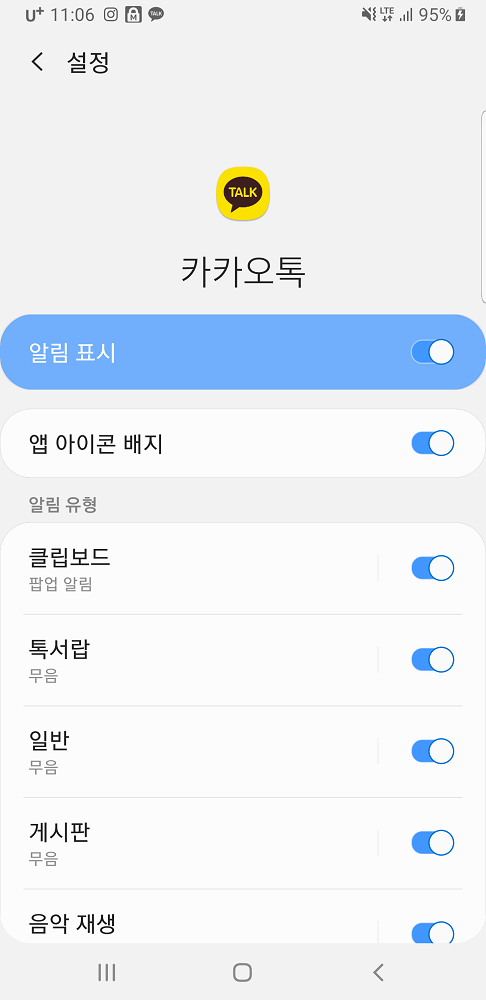 U+ 11:06 M TALK LTE 95%
설정
TALK
카카오톡
알림 표시
앱 아이콘 배지
알림 유형
클립보드
팝업 알림
톡서랍
무음
일반
무음
게시판
무음
음악 재생